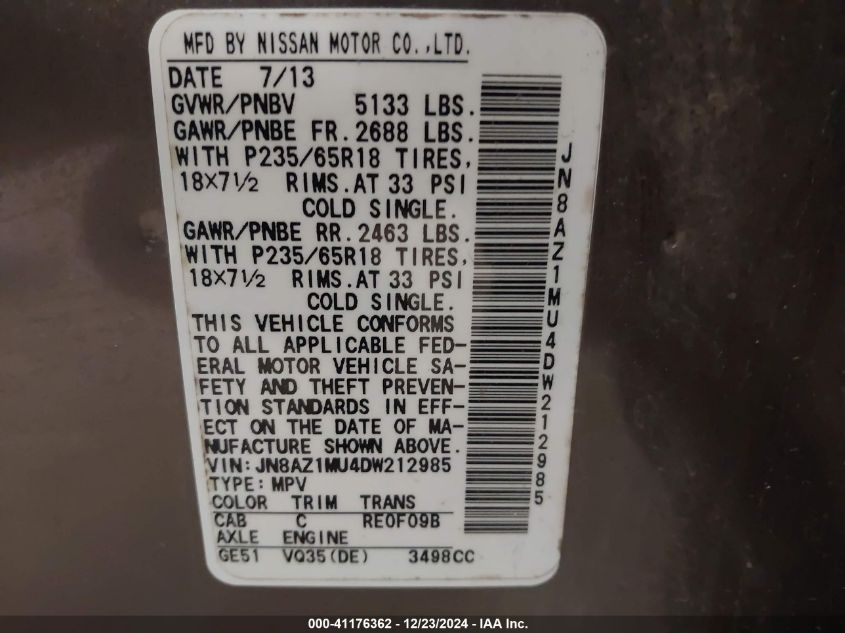 MFD BY NISSAN MOTOR CO.,LTD.
DATE 7/13
GVWR/PNBV 5133 LBS.
GAWR/PNBE FR. 2688 LBS.
WITH P235/65R18 TIRES,
18X7½ RIMS. AT 33 PSI
COLD SINGLE.
GAWR/PNBE RR. 2463 LBS.
WITH P235/65R18 TIRES,
18X7½ RIMS. AT 33 PSI
COLD SINGLE.
THIS VEHICLE CONFORMS
TO ALL APPLICABLE FED-
ERAL MOTOR VEHICLE SA-
FETY AND THEFT PREVEN-
TION STANDARDS IN EFF-
ECT ON THE DATE OF MA-
NUFACTURE SHOWN ABOVE.
VIN: JN8AZ1MU4DW212985
TYPE: MPV
COLOR TRIM TRANS
CAB C RE0F09B
AXLE ENGINE
GE51 VQ35(DE) 3498CC
JN8AZ1MU4DW212985
000-41176362 - 12/23/2024 - IAA Inc.